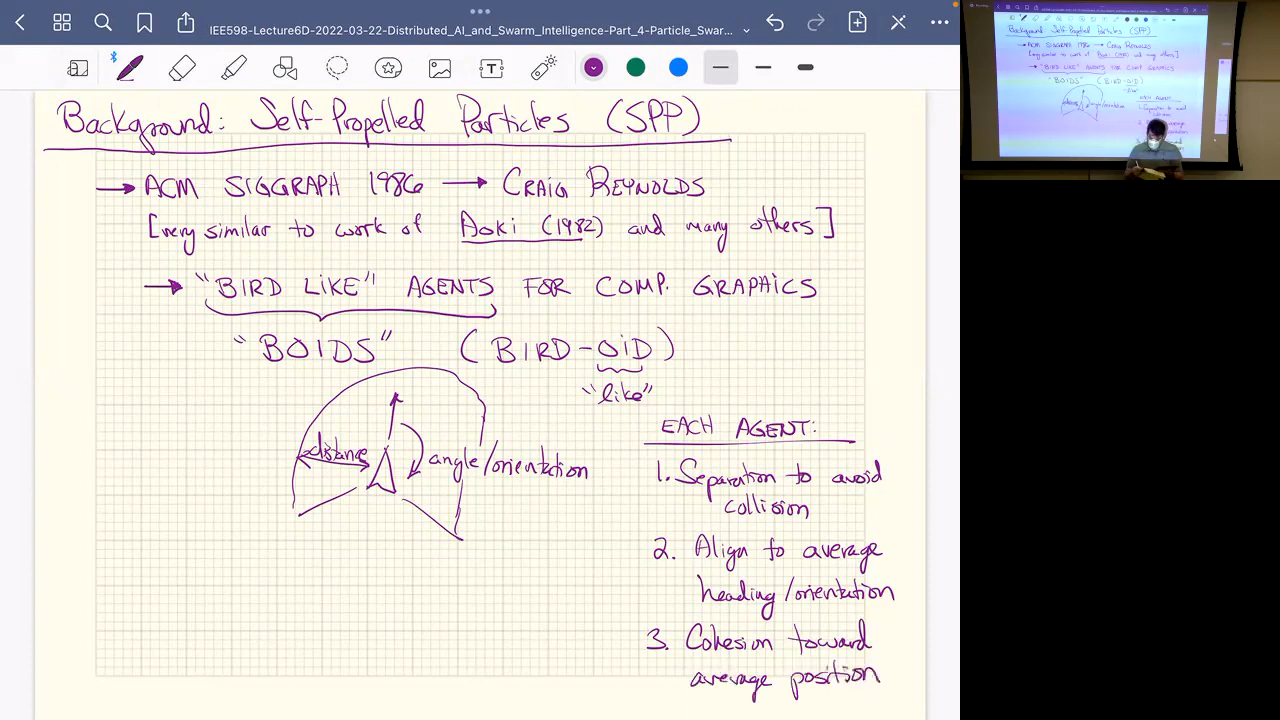 IEE598-Lecture6D-2022-03-22-Distributed_AI_and_Swarm_Intelligence-Part_4-Particle_Swar...
Background: Self-Propelled Particles (SPP)
→ ACM SIGGRAPH 1986 → CRAIG REYNOLDS
[very similar to work of Aoki (1982) and many others]
→ "BIRD LIKE" AGENTS FOR COMP. GRAPHICS
"BOIDS" (BIRD-OID)
"like"
distance
angle/orientation
EACH AGENT:
1. Separation to avoid
collision
2. Align to average
heading/orientation
3. Cohesion toward
average position